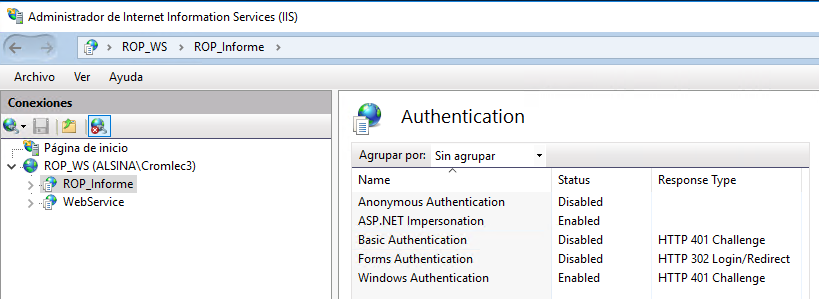 Administrador de Internet Information Services (IIS)
ROP_WS ROP_Informe
Archivo Ver Ayuda
Conexiones
Página de inicio
ROP_WS (ALSINA\Cromlec3)
ROP_Informe
WebService
Authentication
Agrupar por: Sin agrupar
Name Status Response Type
Anonymous Authentication Disabled
ASP.NET Impersonation Enabled
Basic Authentication Disabled HTTP 401 Challenge
Forms Authentication Disabled HTTP 302 Login/Redirect
Windows Authentication Enabled HTTP 401 Challenge